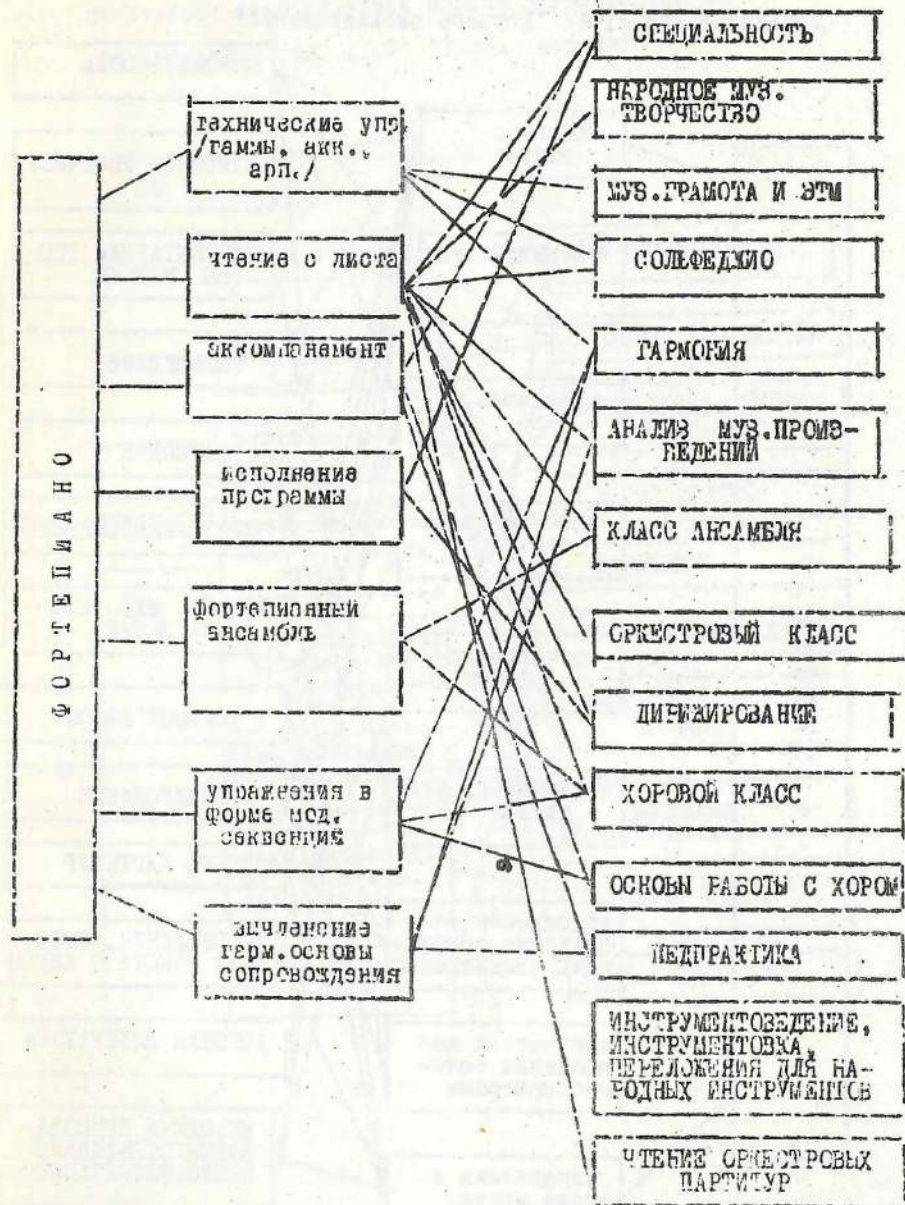 ФОРТЕПИАНО
технические упр.
/гаммы, акк.,
арп./
чтение с листа
аккомпанемент
исполнение
программы
фортепианный
ансамбль
упражнения в
форме мод.
секвенций
вычленение
гарм.основы
сопровождения
СПЕЦИАЛЬНОСТЬ
НАРОДНОЕ МУЗ.
ТВОРЧЕСТВО
МУЗ.ГРАМОТА И ЭТМ
СОЛЬФЕДЖИО
ГАРМОНИЯ
АНАЛИЗ МУЗ.ПРОИЗ-
ВЕДЕНИЙ
КЛАСС АНСАМБЛЯ
ОРКЕСТРОВЫЙ КЛАСС
ДИРИЖИРОВАНИЕ
ХОРОВОЙ КЛАСС
ОСНОВЫ РАБОТЫ С ХОРОМ
ПЕДПРАКТИКА
ИНСТРУМЕНТОВЕДЕНИЕ,
ИНСТРУМЕНТОВКА,
ПЕРЕЛОЖЕНИЯ ДЛЯ НА-
РОДНЫХ ИНСТРУМЕНТОВ
ЧТЕНИЕ ОРКЕСТРОВЫХ
ПАРТИТУР